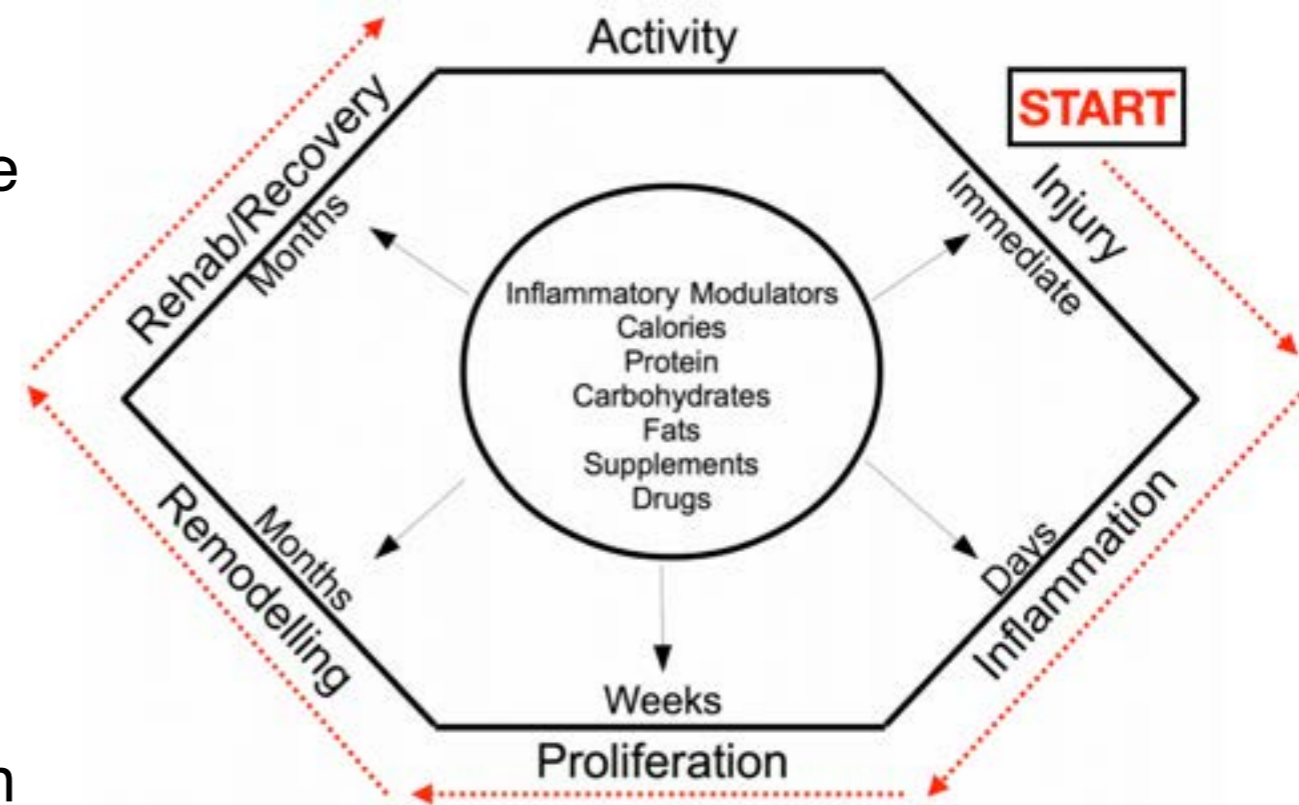 Activity
START
Injury
Immediate
Rehab/Recovery
Months
Inflammatory Modulators
Calories
Protein
Carbohydrates
Fats
Supplements
Drugs
Months
Remodelling
Days
Inflammation
Weeks
Proliferation